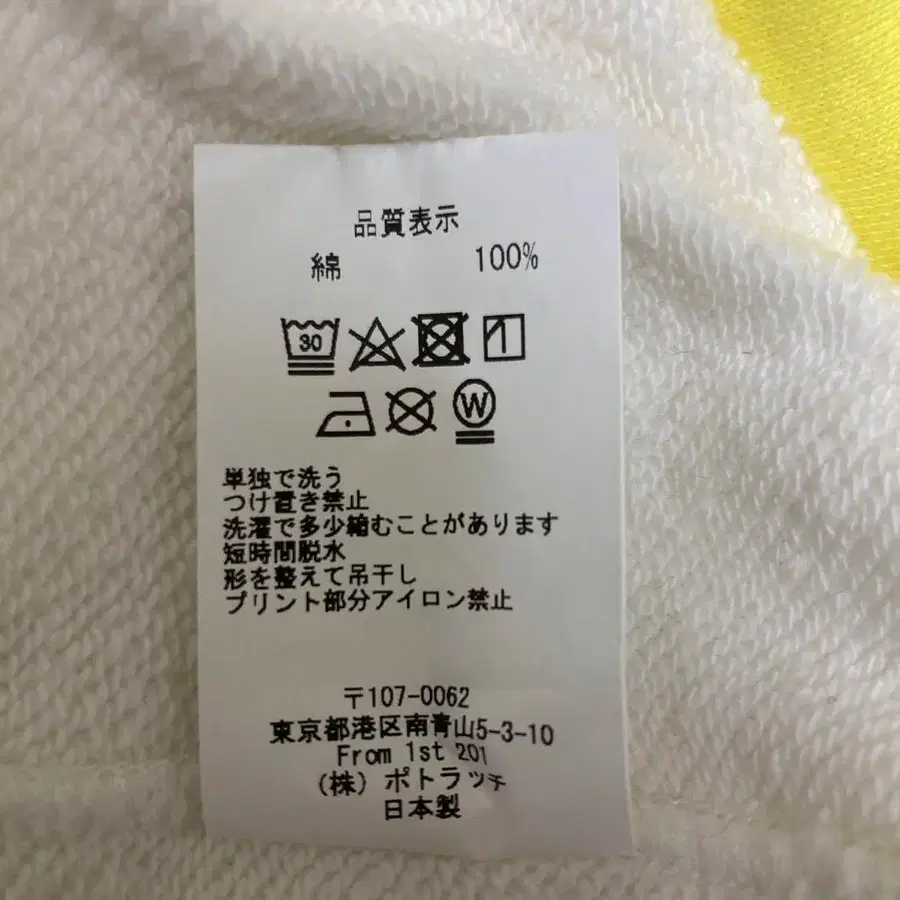 品質表示
綿 100%
30
W
単独で洗う
つけ置き禁止
洗濯で多少縮むことがあります
短時間脱水
形を整えて吊干し
プリント部分アイロン禁止
〒107-0062
東京都港区南青山5-3-10
From 1st 201
(株) ポトラッチ
日本製